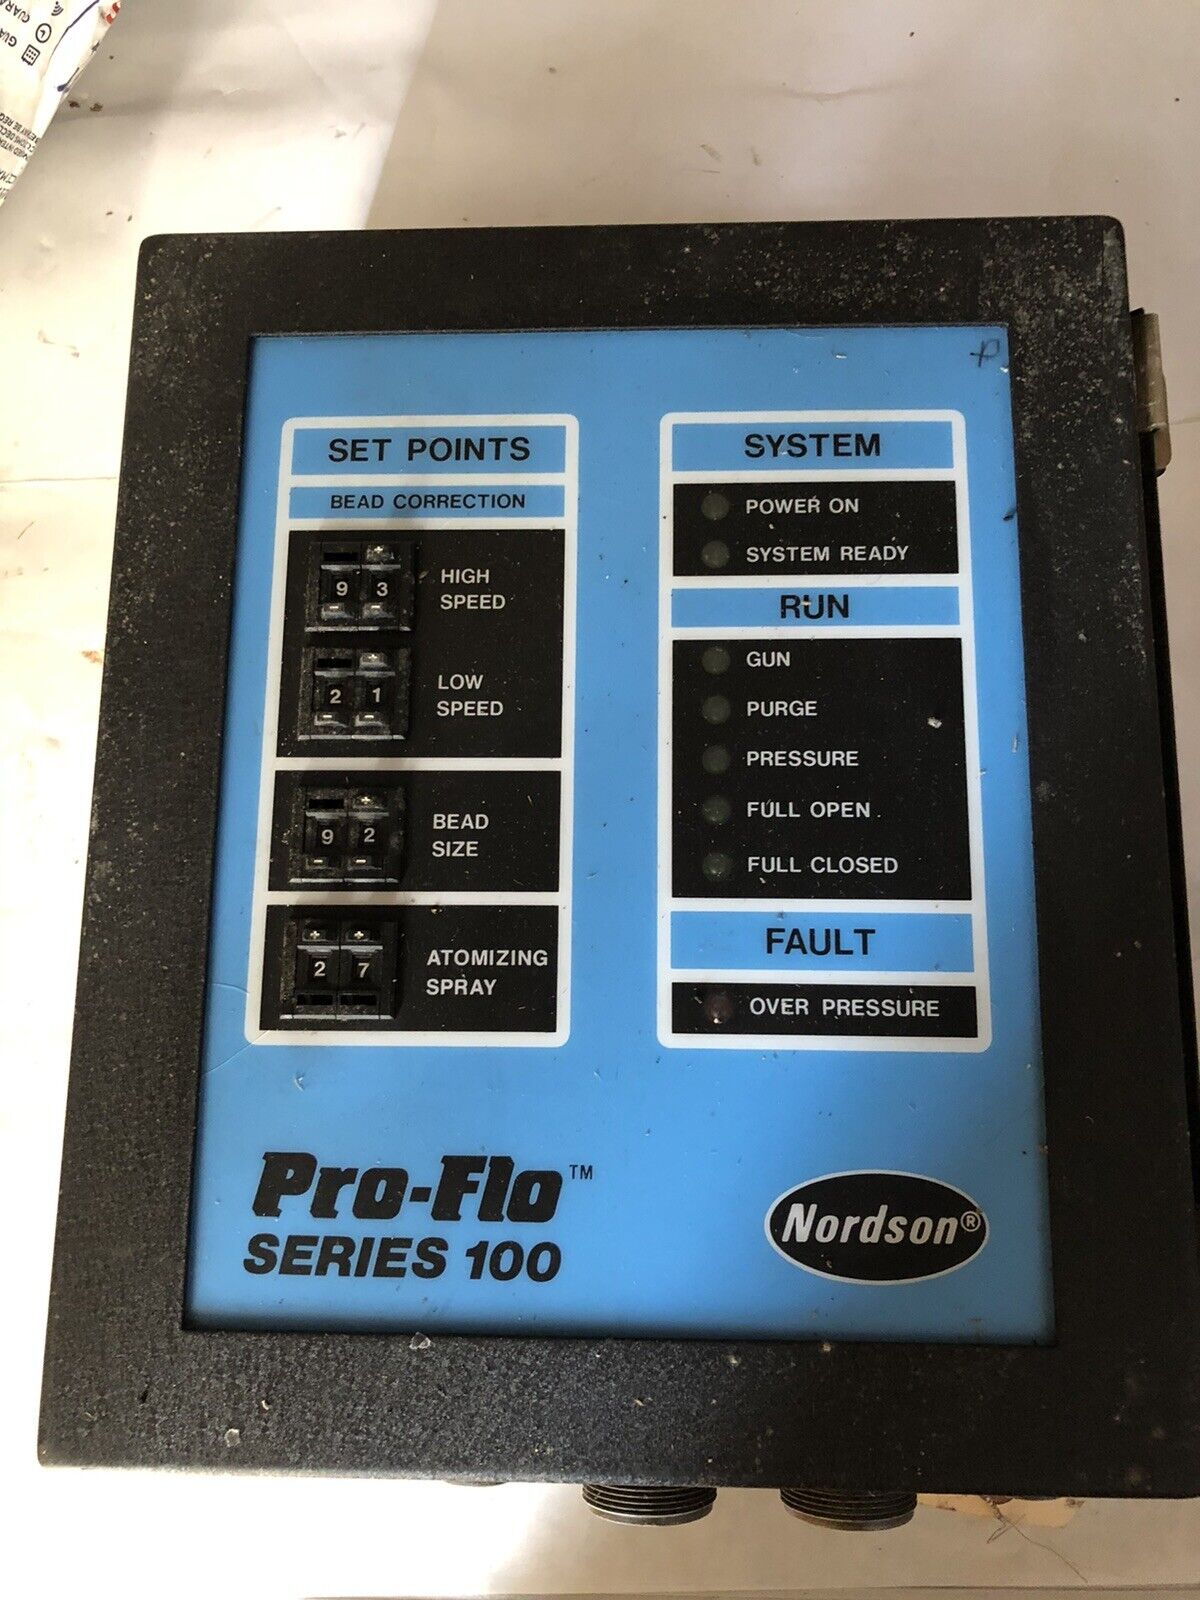 SET POINTS
BEAD CORRECTION
+
9 3
- -
HIGH
SPEED
+
2 1
- -
LOW
SPEED
+
9 2
- -
BEAD
SIZE
+ +
2 7
ATOMIZING
SPRAY
SYSTEM
POWER ON
SYSTEM READY
RUN
GUN
PURGE
PRESSURE
FULL OPEN
FULL CLOSED
FAULT
OVER PRESSURE
Pro-Flo™
SERIES 100
Nordson®